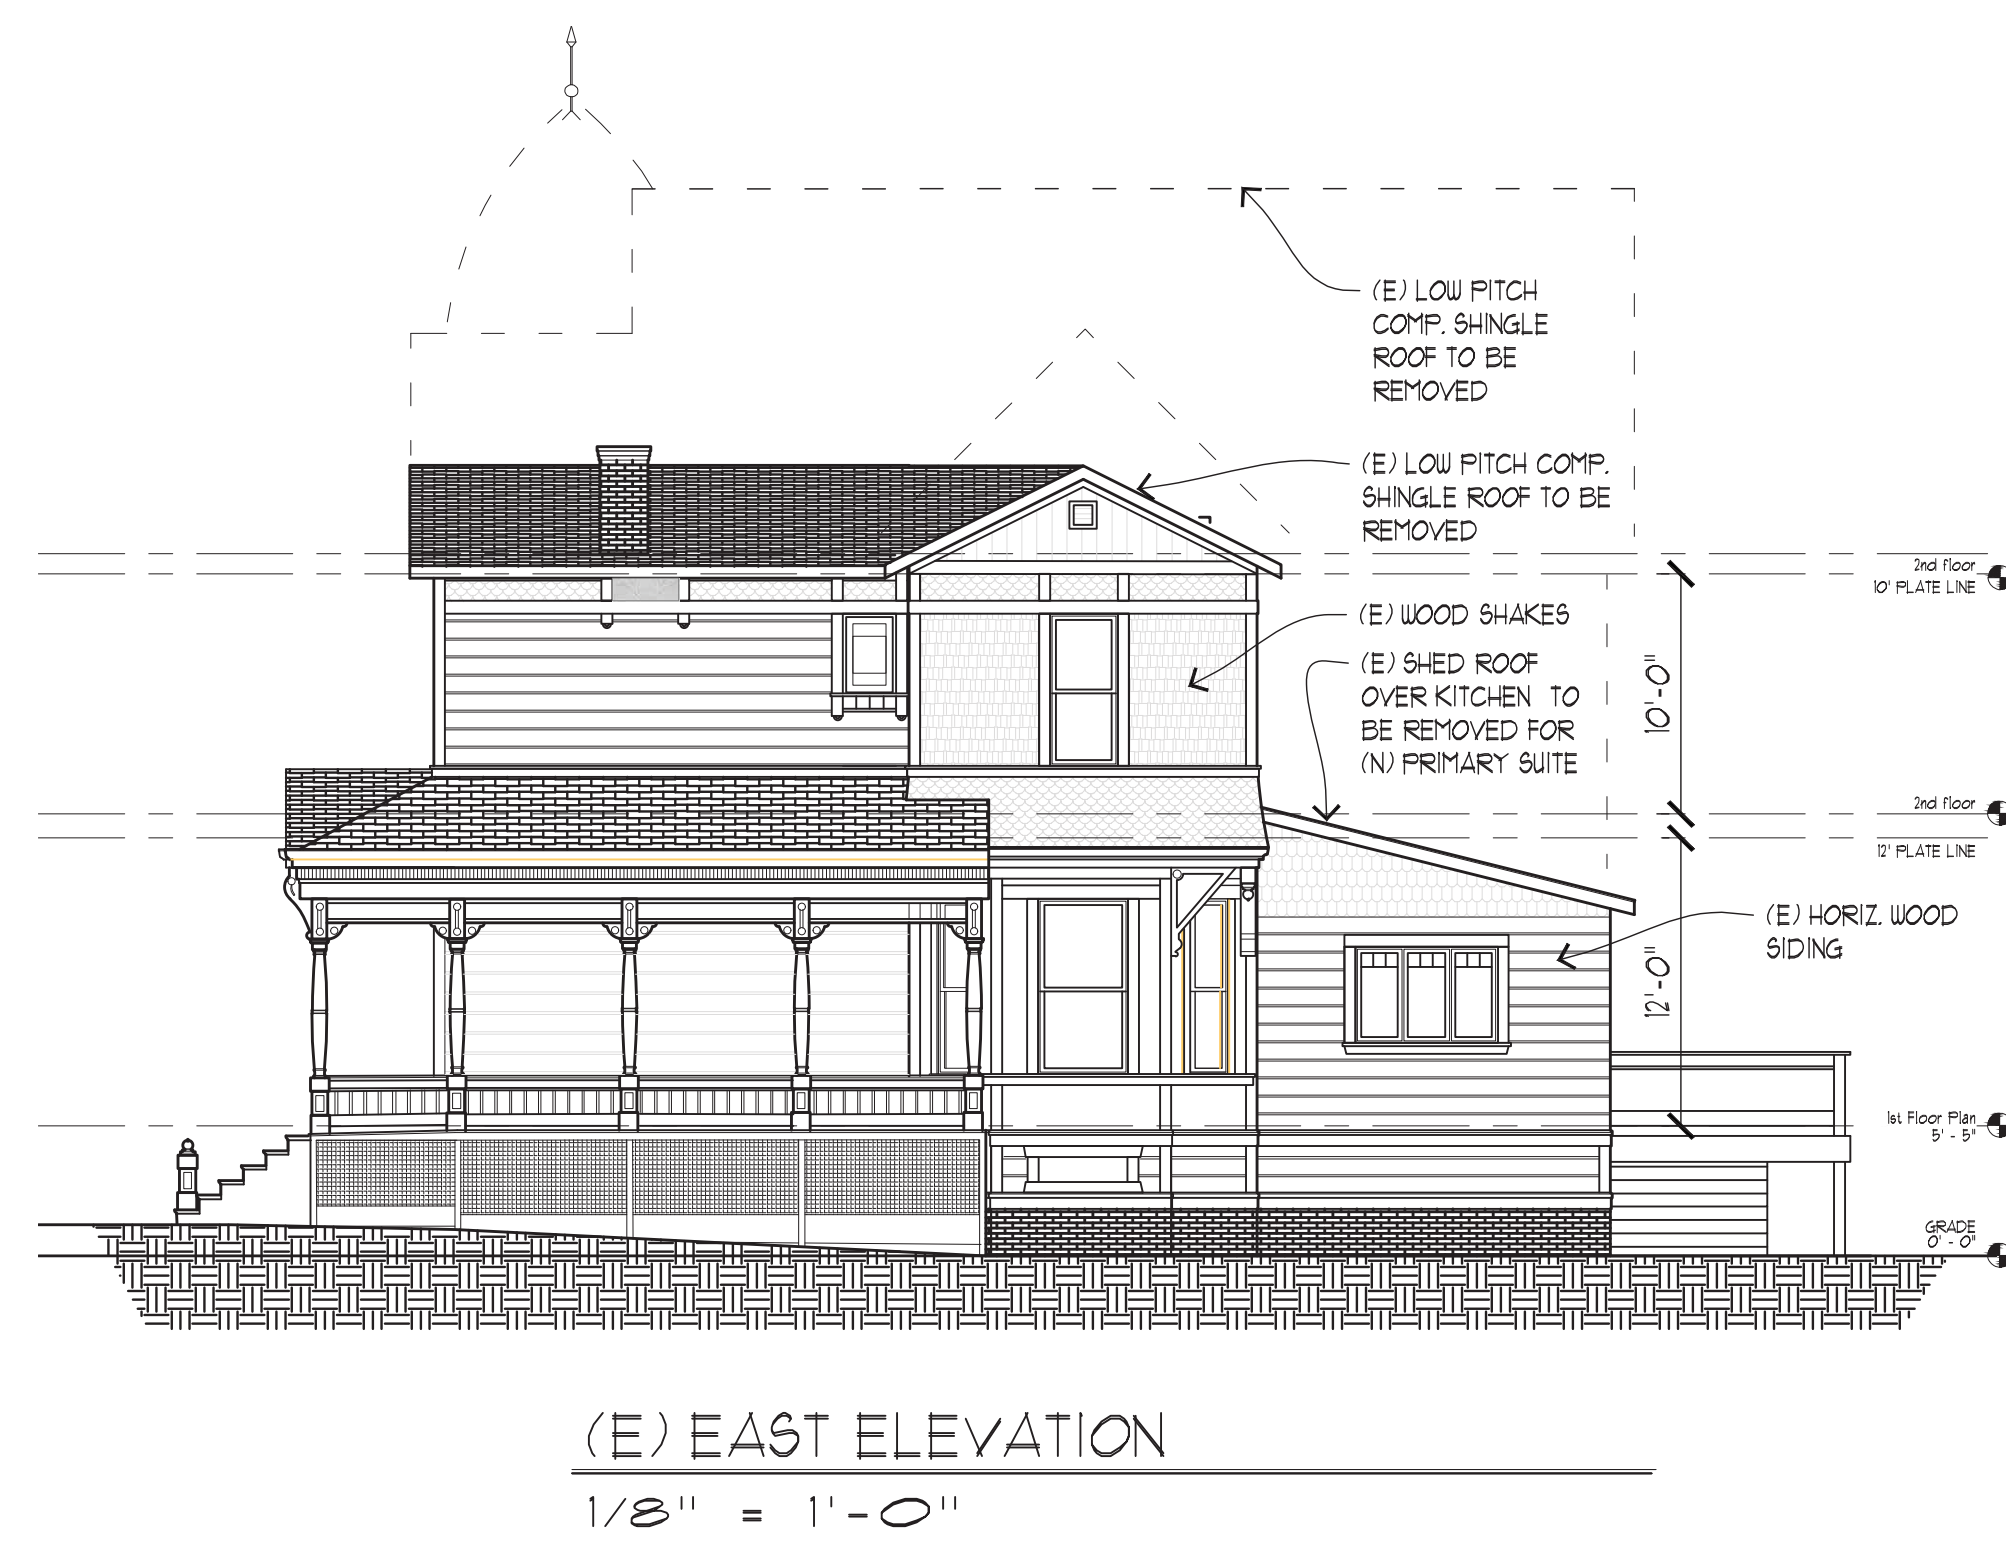 (E) LOW PITCH
COMP. SHINGLE
ROOF TO BE
REMOVED
(E) LOW PITCH COMP.
SHINGLE ROOF TO BE
REMOVED
2nd floor
10' PLATE LINE
(E) WOOD SHAKES
(E) SHED ROOF
OVER KITCHEN TO
BE REMOVED FOR
(N) PRIMARY SUITE
10'-0"
2nd floor
12' PLATE LINE
(E) HORIZ. WOOD
SIDING
12'-0"
1st Floor Plan
5' - 5"
GRADE
0' - 0"
(E) EAST ELEVATION
1/8" = 1'-0"